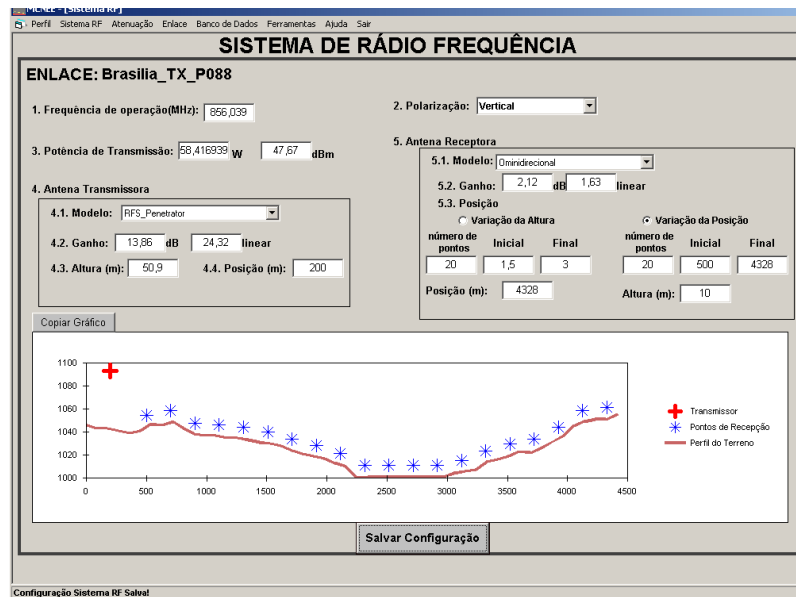 MCNEE - [Sistema RF]
Perfil Sistema RF Atenuação Enlace Banco de Dados Ferramentas Ajuda Sair
SISTEMA DE RÁDIO FREQUÊNCIA
ENLACE: Brasilia_TX_P088
1. Frequência de operação(MHz): 856,039
2. Polarização: Vertical
3. Potência de Transmissão: 58,416939 W 47,67 dBm
4. Antena Transmissora
4.1. Modelo: RFS_Penetrator
4.2. Ganho: 13,86 dB 24,32 linear
4.3. Altura (m): 50,9 4.4. Posição (m): 200
5. Antena Receptora
5.1. Modelo: Ominidirecional
5.2. Ganho: 2,12 dB 1,63 linear
5.3. Posição
Variação da Altura Variação da Posição
número de pontos Inicial Final número de pontos Inicial Final
20 1,5 3 20 500 4328
Posição (m): 4328 Altura (m): 10
Copiar Gráfico
1100
1080
1060
1040
1020
1000
0 500 1000 1500 2000 2500 3000 3500 4000 4500
Transmissor
Pontos de Recepção
Perfil do Terreno
Salvar Configuração
Configuração Sistema RF Salva!